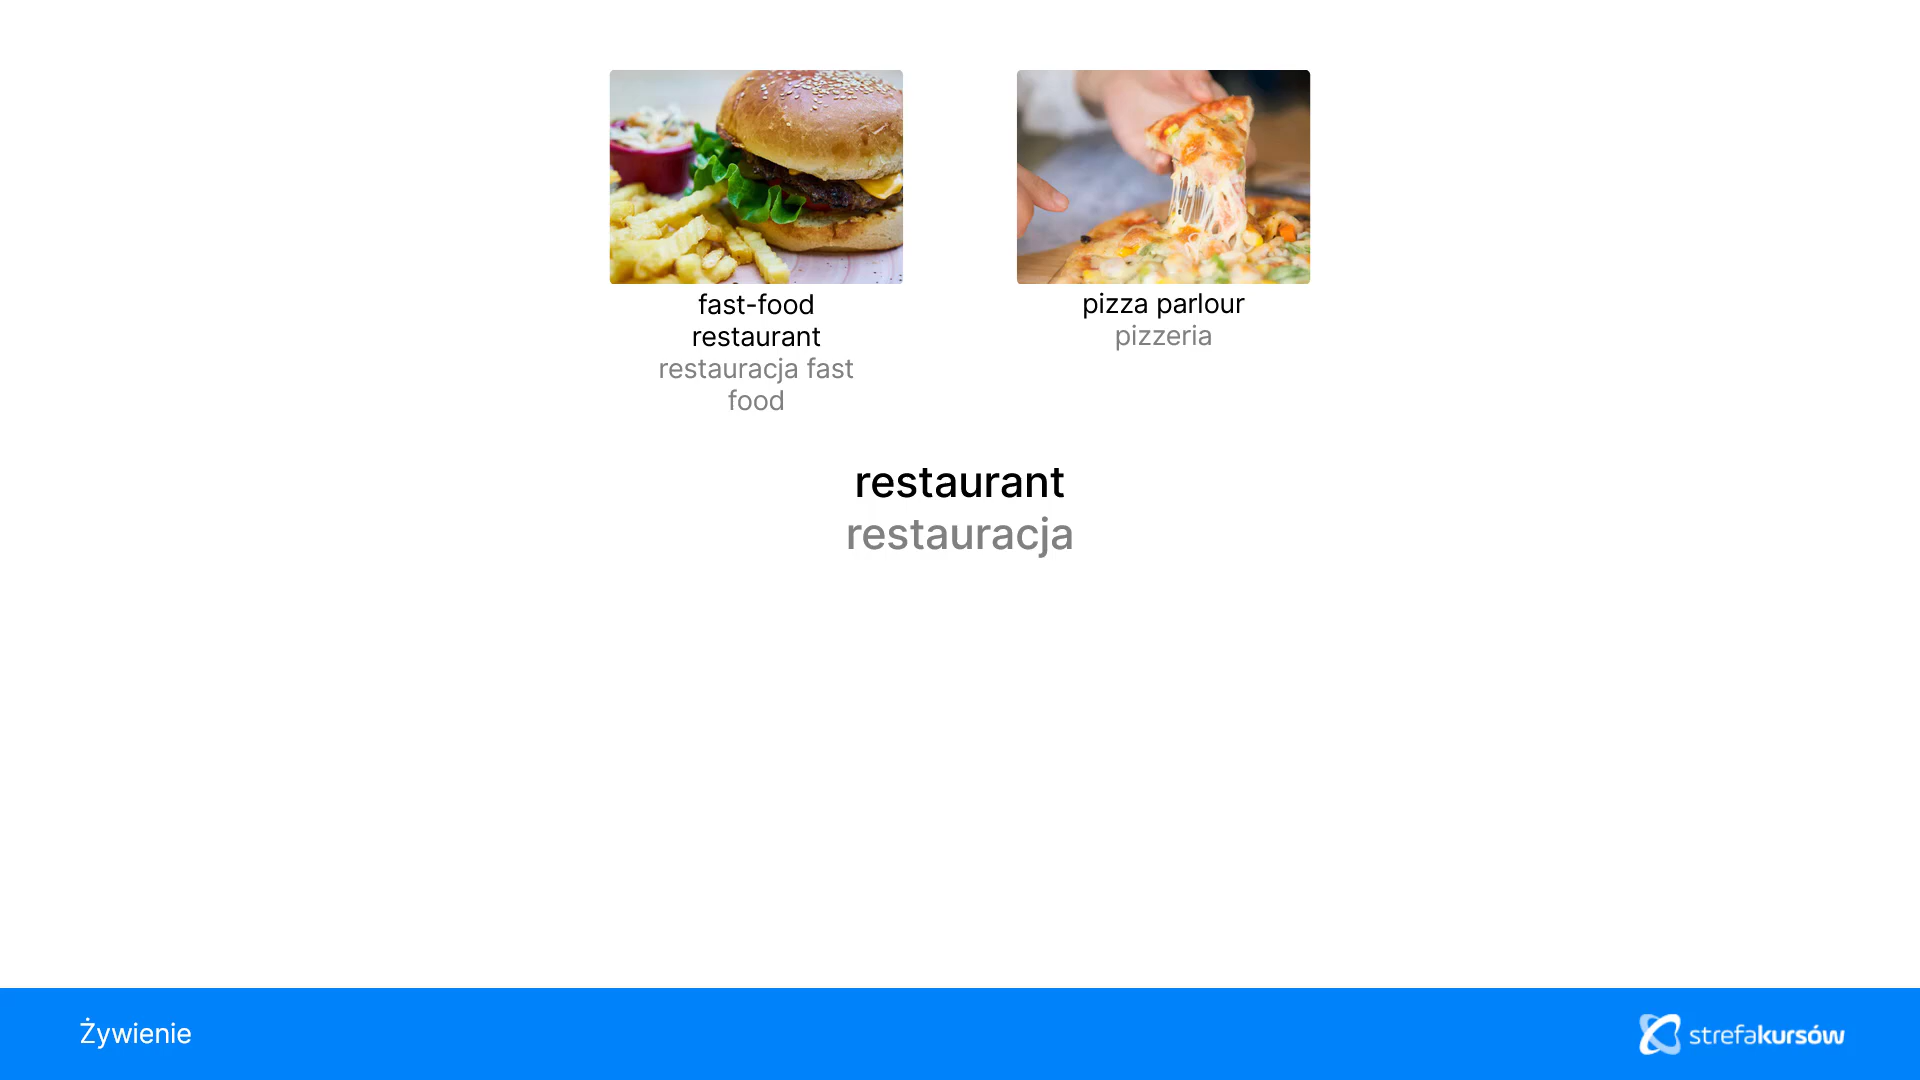 fast-food
restaurant
restauracja fast
food
pizza parlour
pizzeria
restaurant
restauracja
Żywienie
strefakursów